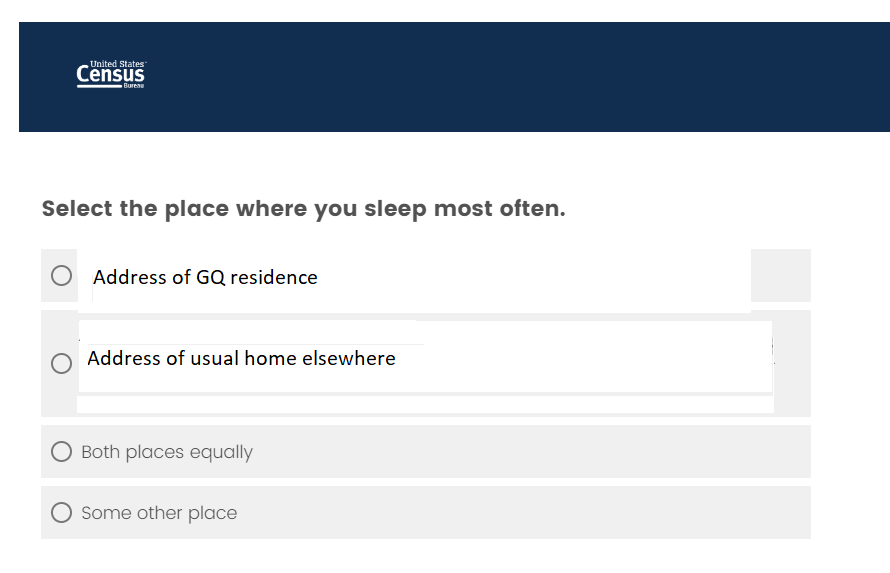 United States™
Census
Bureau
Select the place where you sleep most often.
Address of GQ residence
Address of usual home elsewhere
Both places equally
Some other place